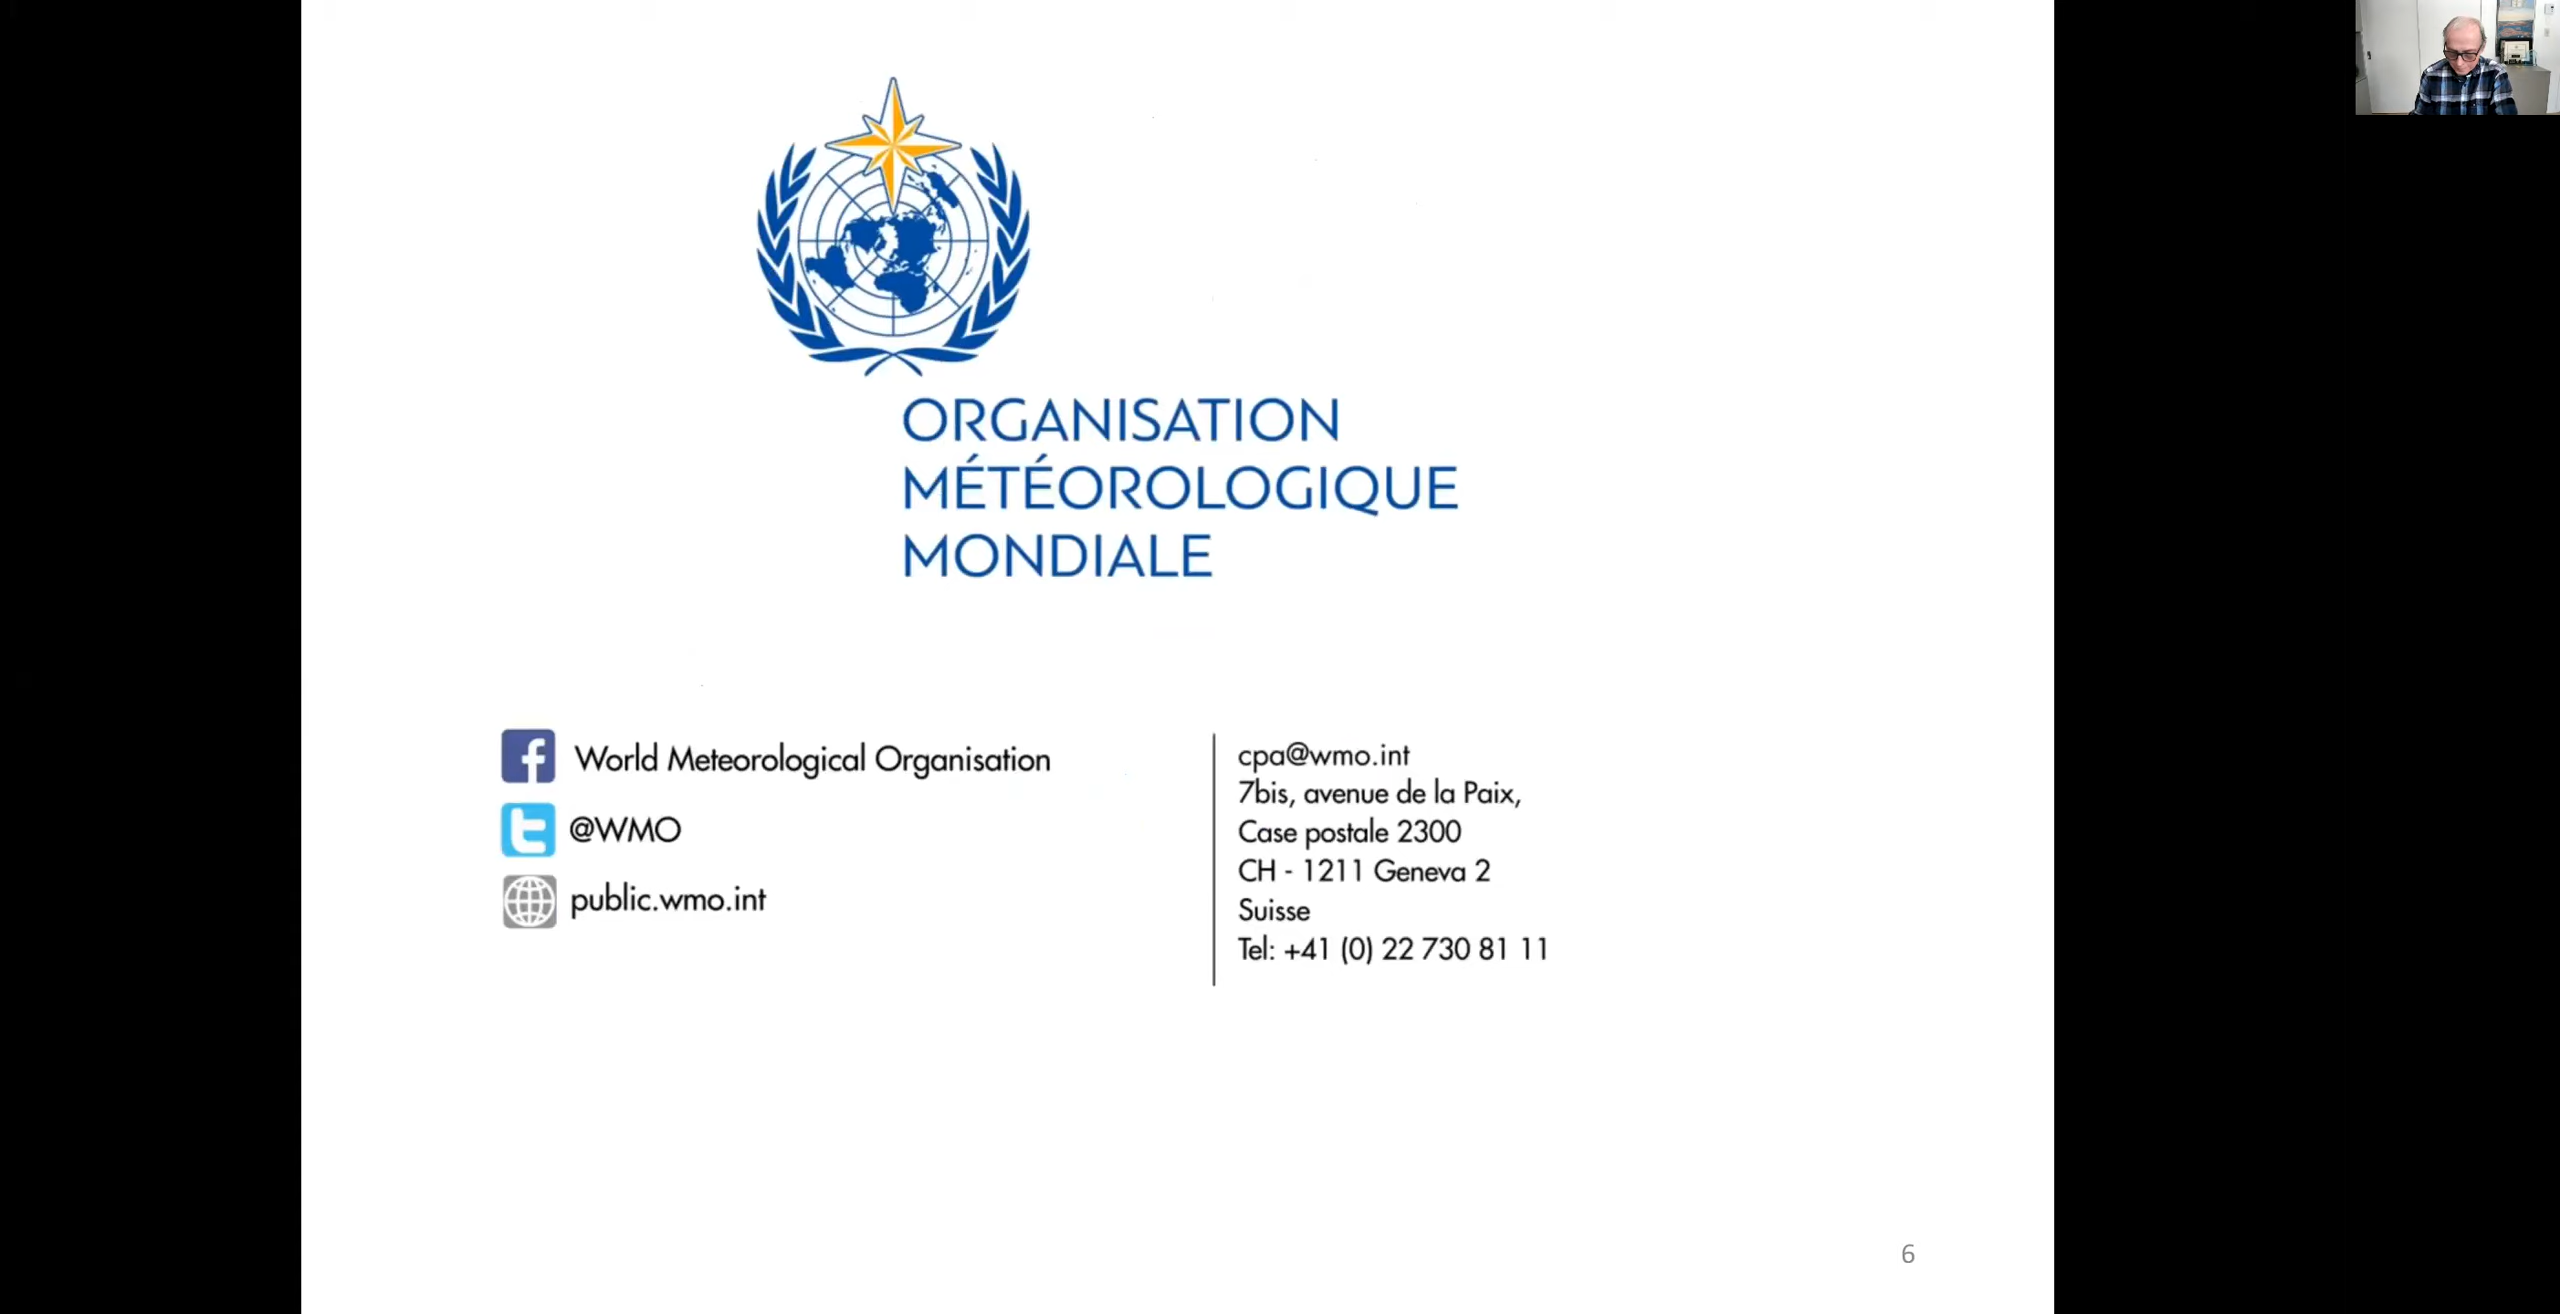 ORGANISATION
MÉTÉOROLOGIQUE
MONDIALE
World Meteorological Organisation
@WMO
public.wmo.int
cpa@wmo.int
7bis, avenue de la Paix,
Case postale 2300
CH - 1211 Geneva 2
Suisse
Tel: +41 (0) 22 730 81 11
6